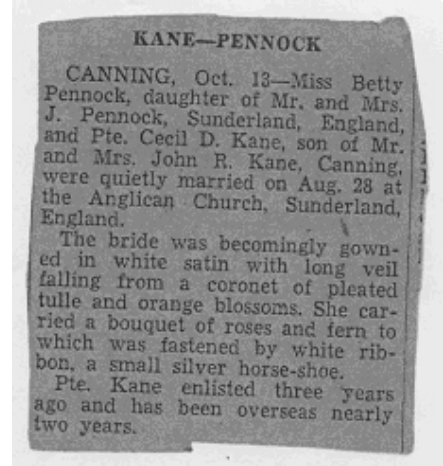 KANE—PENNOCK
CANNING, Oct. 13—Miss Betty
Pennock, daughter of Mr. and Mrs.
J. Pennock, Sunderland, England,
and Pte. Cecil D. Kane, son of Mr.
and Mrs. John R. Kane, Canning,
were quietly married on Aug. 28 at
the Anglican Church, Sunderland,
England.
The bride was becomingly gown-
ed in white satin with long veil
falling from a coronet of pleated
tulle and orange blossoms. She car-
ried a bouquet of roses and fern to
which was fastened by white rib-
bon, a small silver horse-shoe.
Pte. Kane enlisted three years
ago and has been overseas nearly
two years.